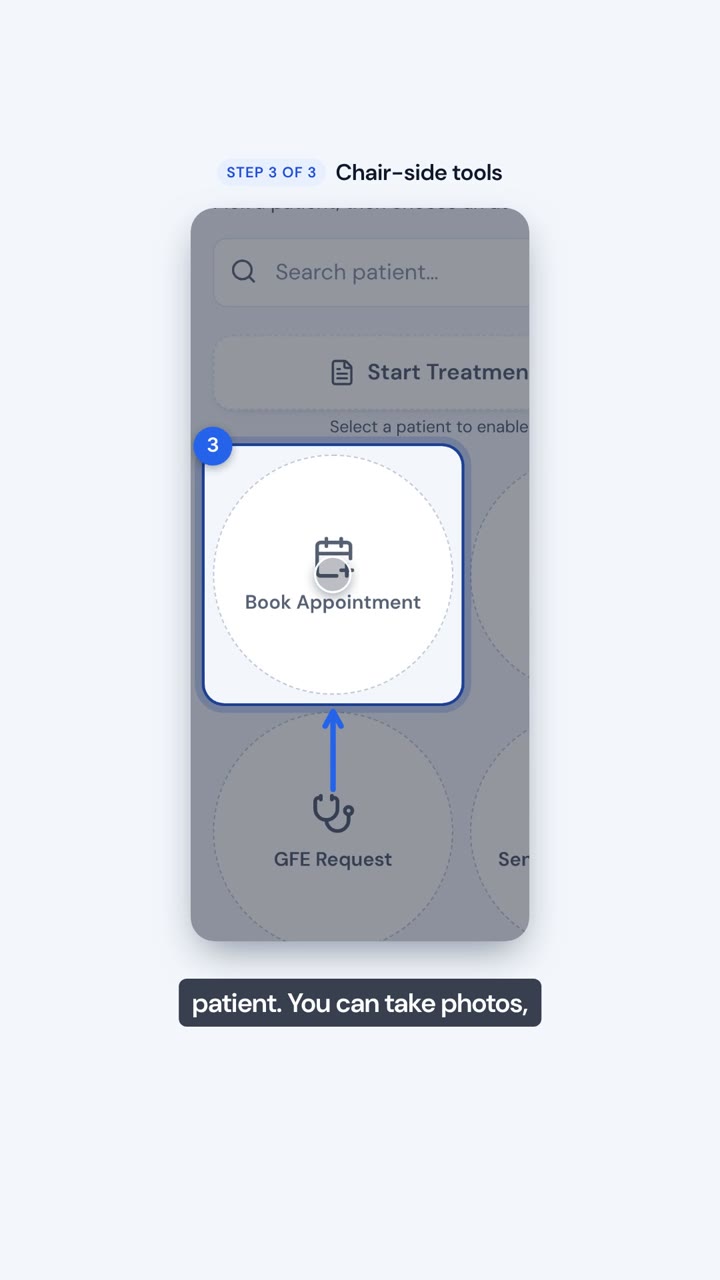 STEP 3 OF 3 Chair-side tools
Search patient...
Start Treatmen
Select a patient to enable
3
Book Appointment
GFE Request
Ser
patient. You can take photos,